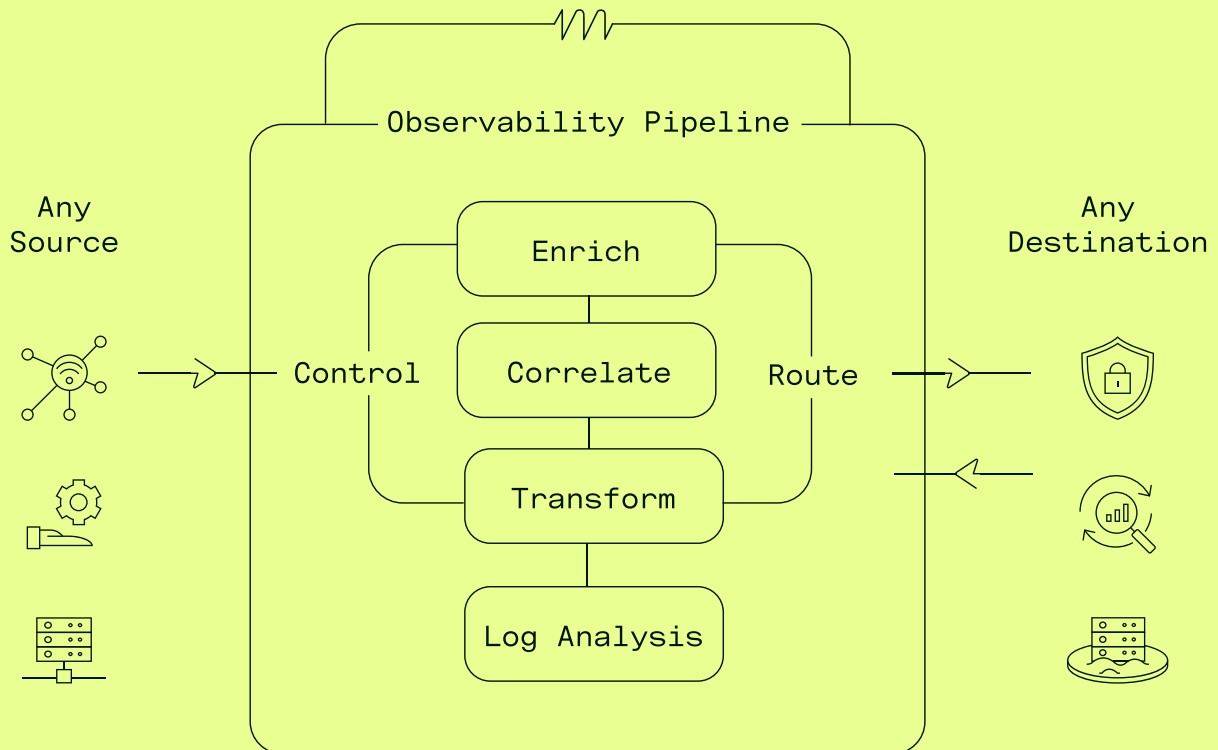 Observability Pipeline
Any
Source
Any
Destination
Enrich
Control
Correlate
Route
Transform
Log Analysis